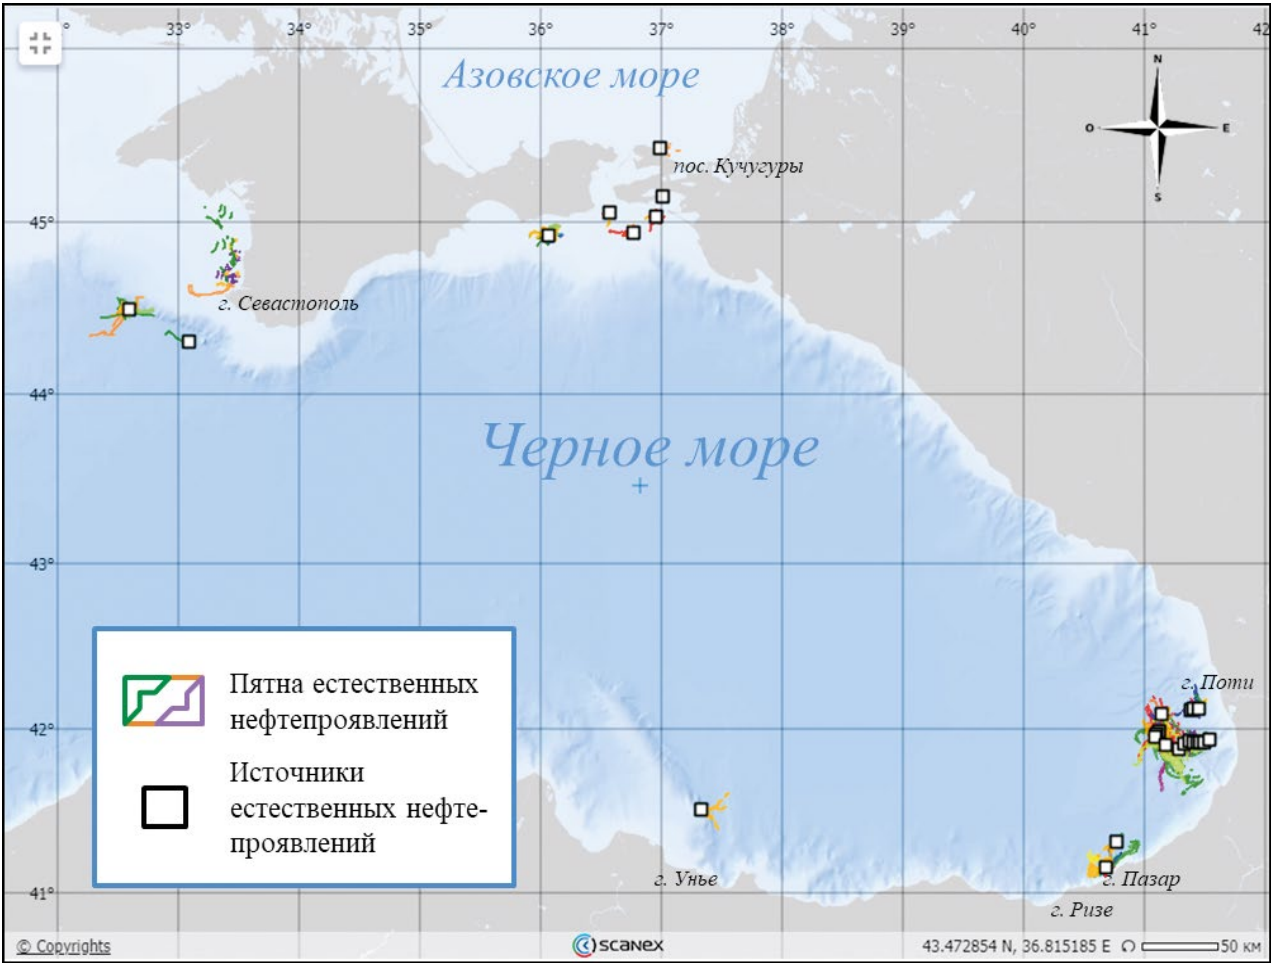 33° 34° 35° 36° 37° 38° 39° 40° 41° 42
Азовское море
N
О E
S
пос. Кучугуры
45°
г. Севастополь
44°
Черное море
43°
г. Поти
42°
Пятна естественных
нефтепроявлений
Источники
естественных нефте-
проявлений
г. Унье
г. Пазар
41°
г. Ризе
© Copyrights
scanex
43.472854 N, 36.815185 E 50 км